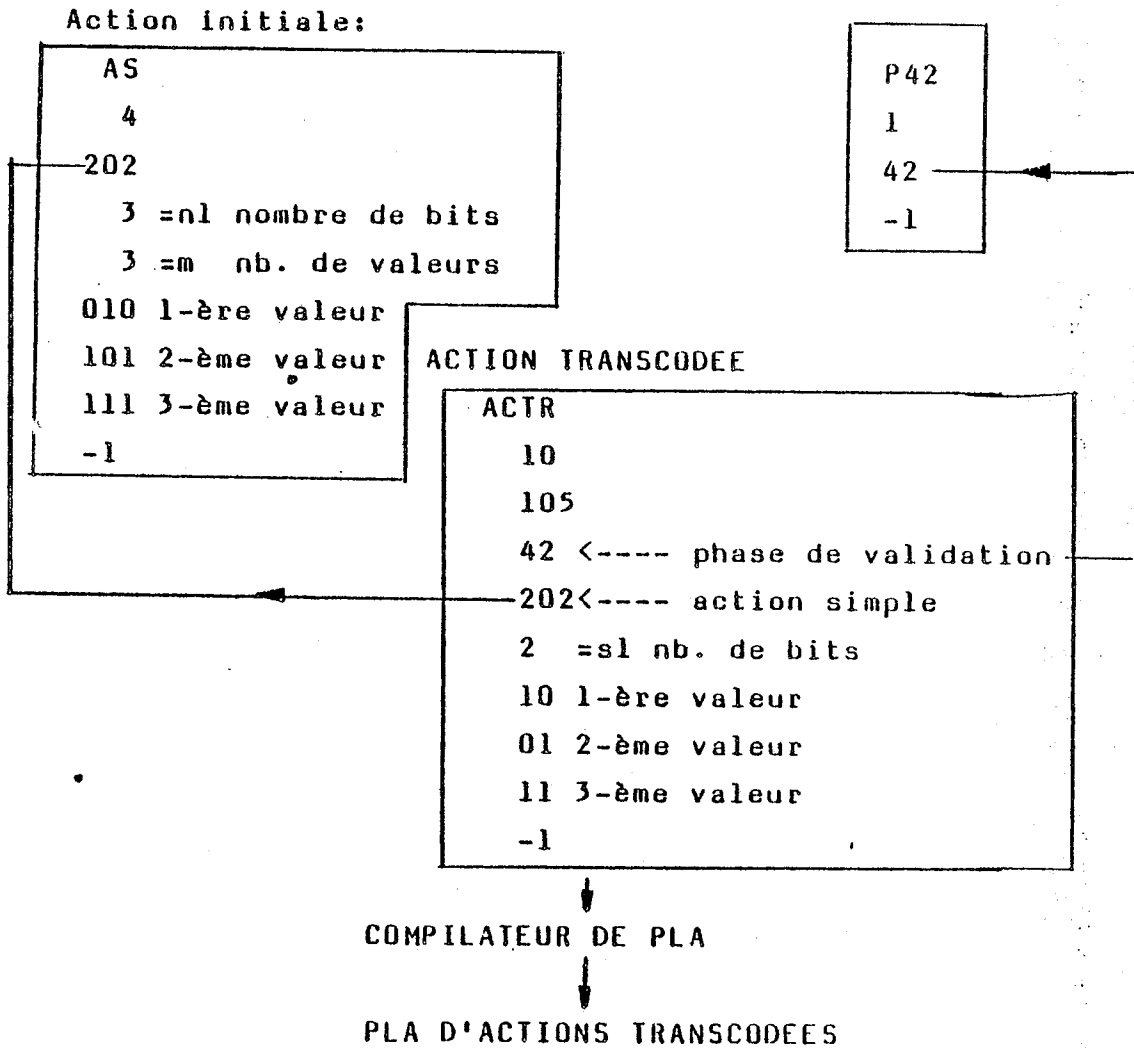 Action initiale:
AS
4
202
3 =nl nombre de bits
3 =m nb. de valeurs
010 1-ère valeur
101 2-ème valeur
111 3-ème valeur
-1
P42
1
42
-1
ACTION TRANSCODEE
ACTR
10
105
42 <---- phase de validation
202<---- action simple
2 =sl nb. de bits
10 1-ère valeur
01 2-ème valeur
11 3-ème valeur
-1
COMPILATEUR DE PLA
PLA D'ACTIONS TRANSCODEES